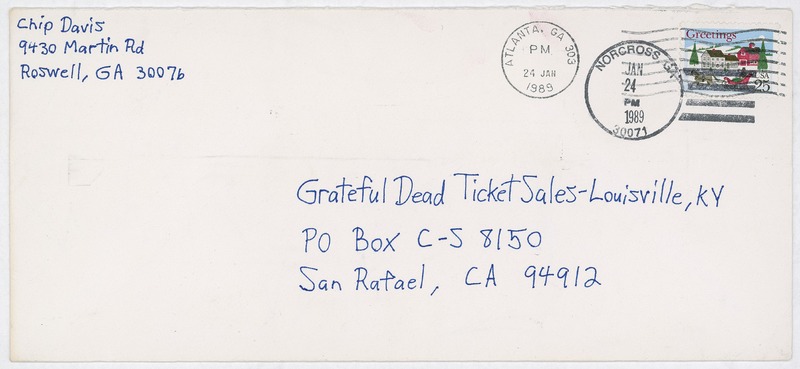 Chip Davis
9430 Martin Rd
Roswell, GA 30076
ATLANTA, GA 303
PM
24 JAN
1989
NORCROSS GA
JAN
24
PM
1989
30071
Greetings
USA
25
Grateful Dead Ticket Sales-Louisville, KY
PO Box C-S 8150
San Rafael, CA 94912